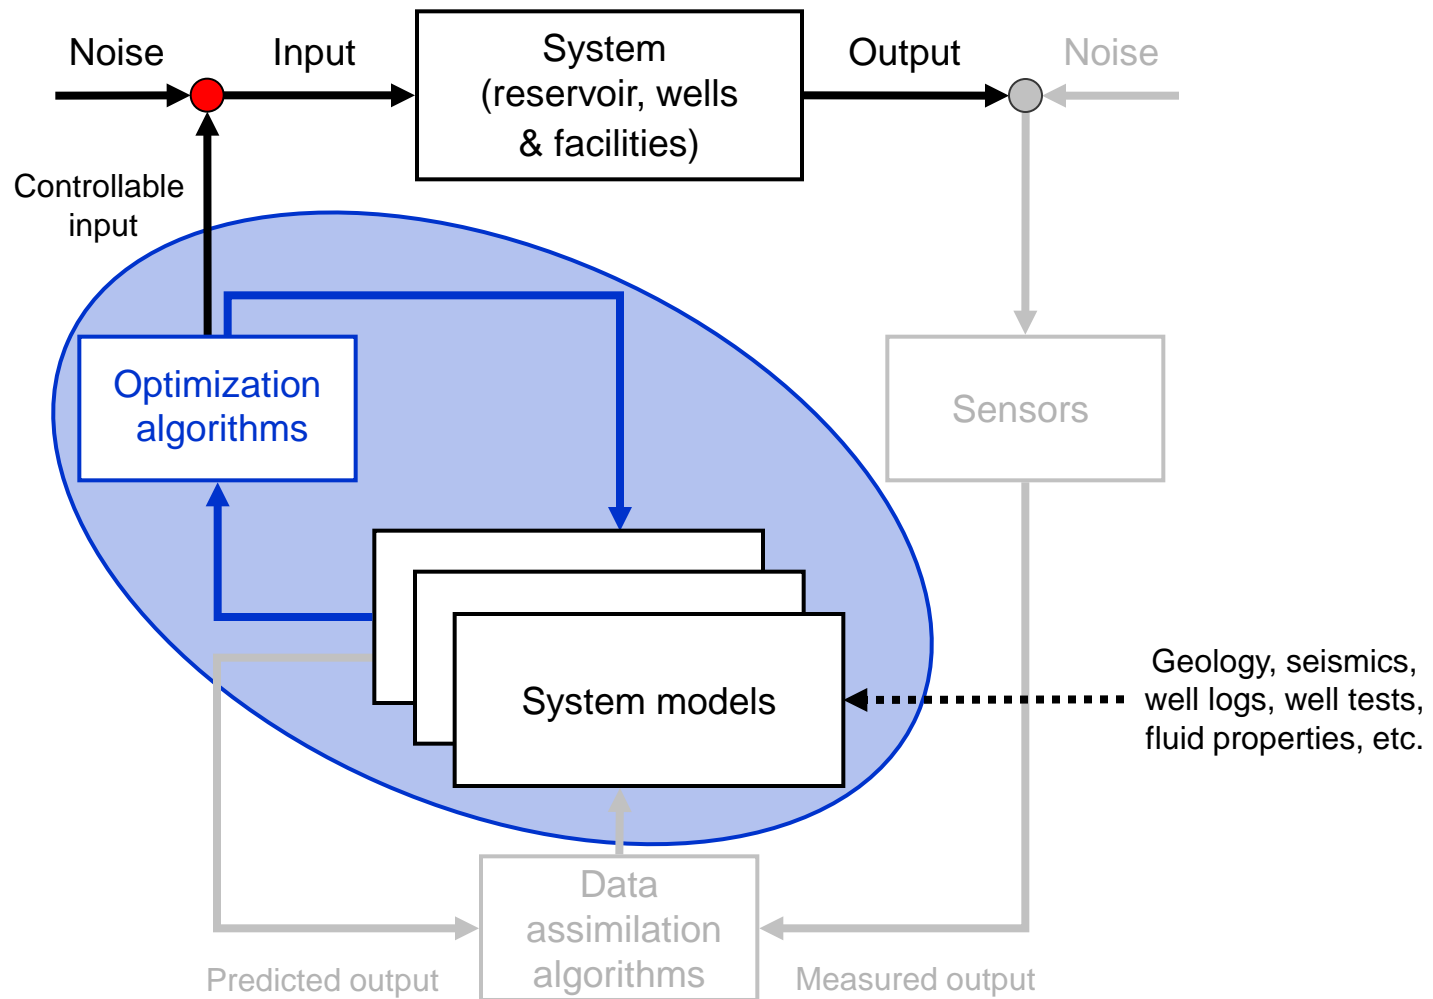 Noise
Input
System
(reservoir, wells
& facilities)
Output
Noise
Controllable
input
Optimization
algorithms
Sensors
System models
Geology, seismics,
well logs, well tests,
fluid properties, etc.
Data
assimilation
algorithms
Predicted output
Measured output